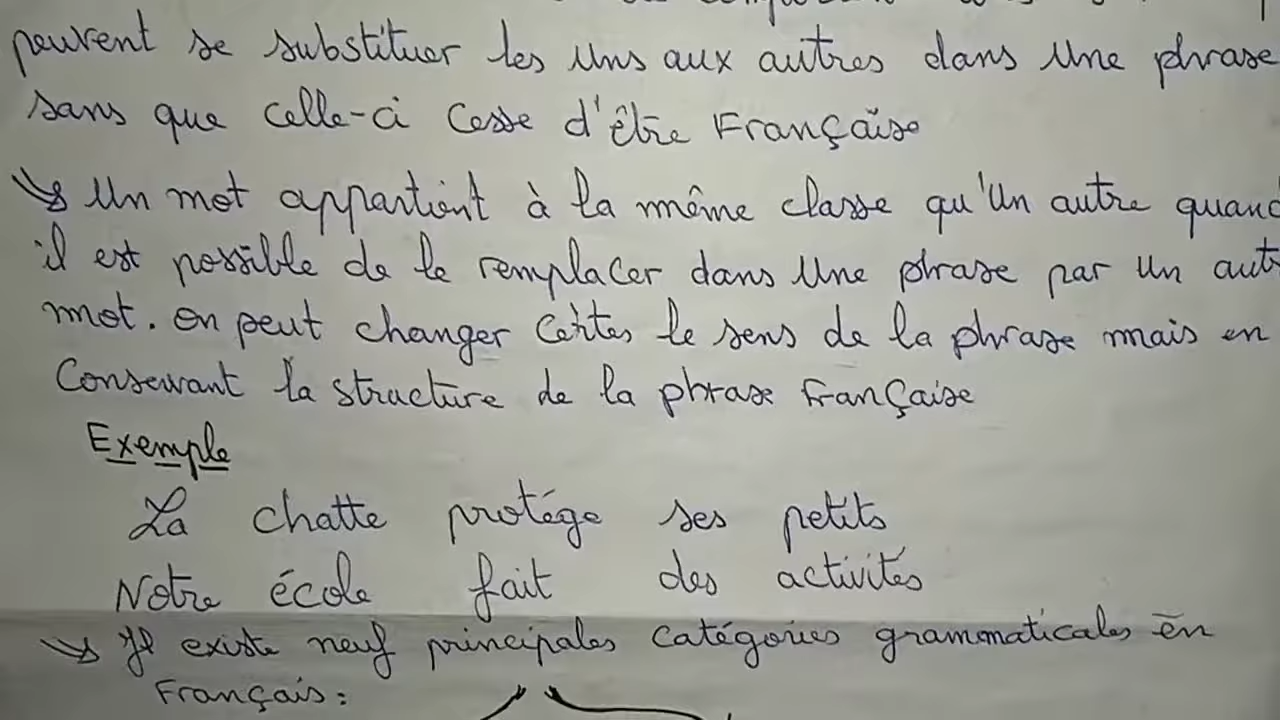 peuvent se substituer les uns aux autres dans une phrase
sans que celle-ci cesse d'être Française
↘ Un mot appartient à la même classe qu'un autre quand
il est possible de le remplacer dans une phrase par un autr
mot. on peut changer certes le sens de la phrase mais en
Conservant la structure de la phrase Française
Exemple
La chatte protége ses petits
Notre école fait des activités
↘ Il existe neuf principales catégories grammaticales en
Français :